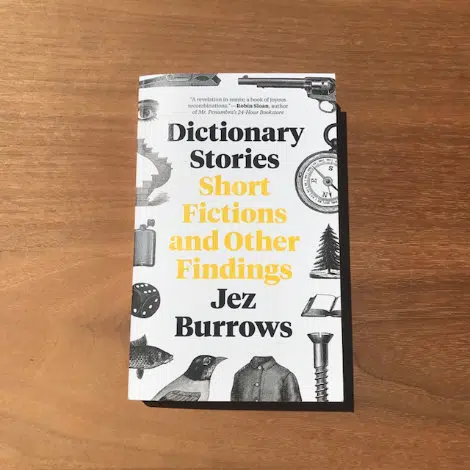 "A revelation in remix; a book of joyous
recombinations."—Robin Sloan, author
of Mr. Penumbra's 24-Hour Bookstore
Dictionary
Stories
Short
Fictions
and Other
Findings
Jez
Burrows